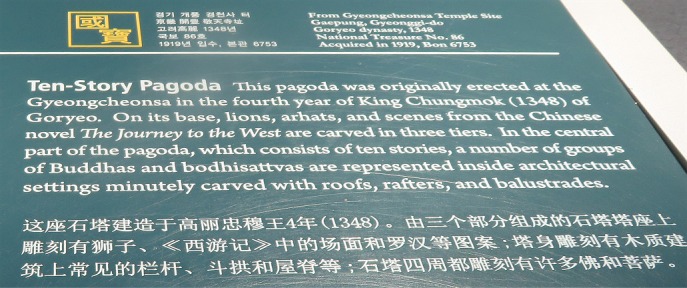 國寶
경기 개풍 경천사 터
京畿 開豊 敬天寺址
고려高麗 1348년
국보 86호
1919년 입수, 본관 6753
From Gyeongcheonsa Temple Site
Gaepung, Gyeonggi-do
Goryeo dynasty, 1348
National Treasure No. 86
Acquired in 1919, Bon 6753
Ten-Story Pagoda This pagoda was originally erected at the
Gyeongcheonsa in the fourth year of King Chungmok (1348) of
Goryeo. On its base, lions, arhats, and scenes from the Chinese
novel The Journey to the West are carved in three tiers. In the central
part of the pagoda, which consists of ten stories, a number of groups
of Buddhas and bodhisattvas are represented inside architectural
settings minutely carved with roofs, rafters, and balustrades.
这座石塔建造于高丽忠穆王4年(1348)。由三个部分组成的石塔塔座上
雕刻有狮子、《西游记》中的场面和罗汉等图案；塔身雕刻有木质建
筑上常见的栏杆、斗拱和屋脊等；石塔四周都雕刻有许多佛和菩萨。